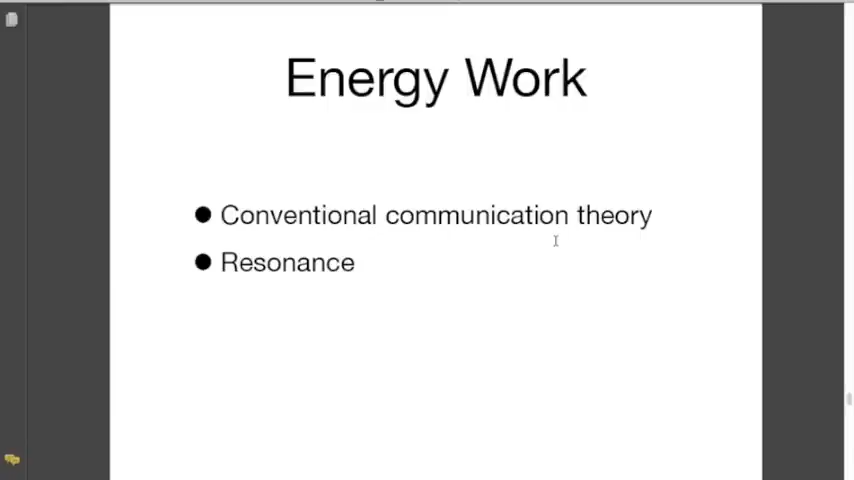 Energy Work
● Conventional communication theory
● Resonance